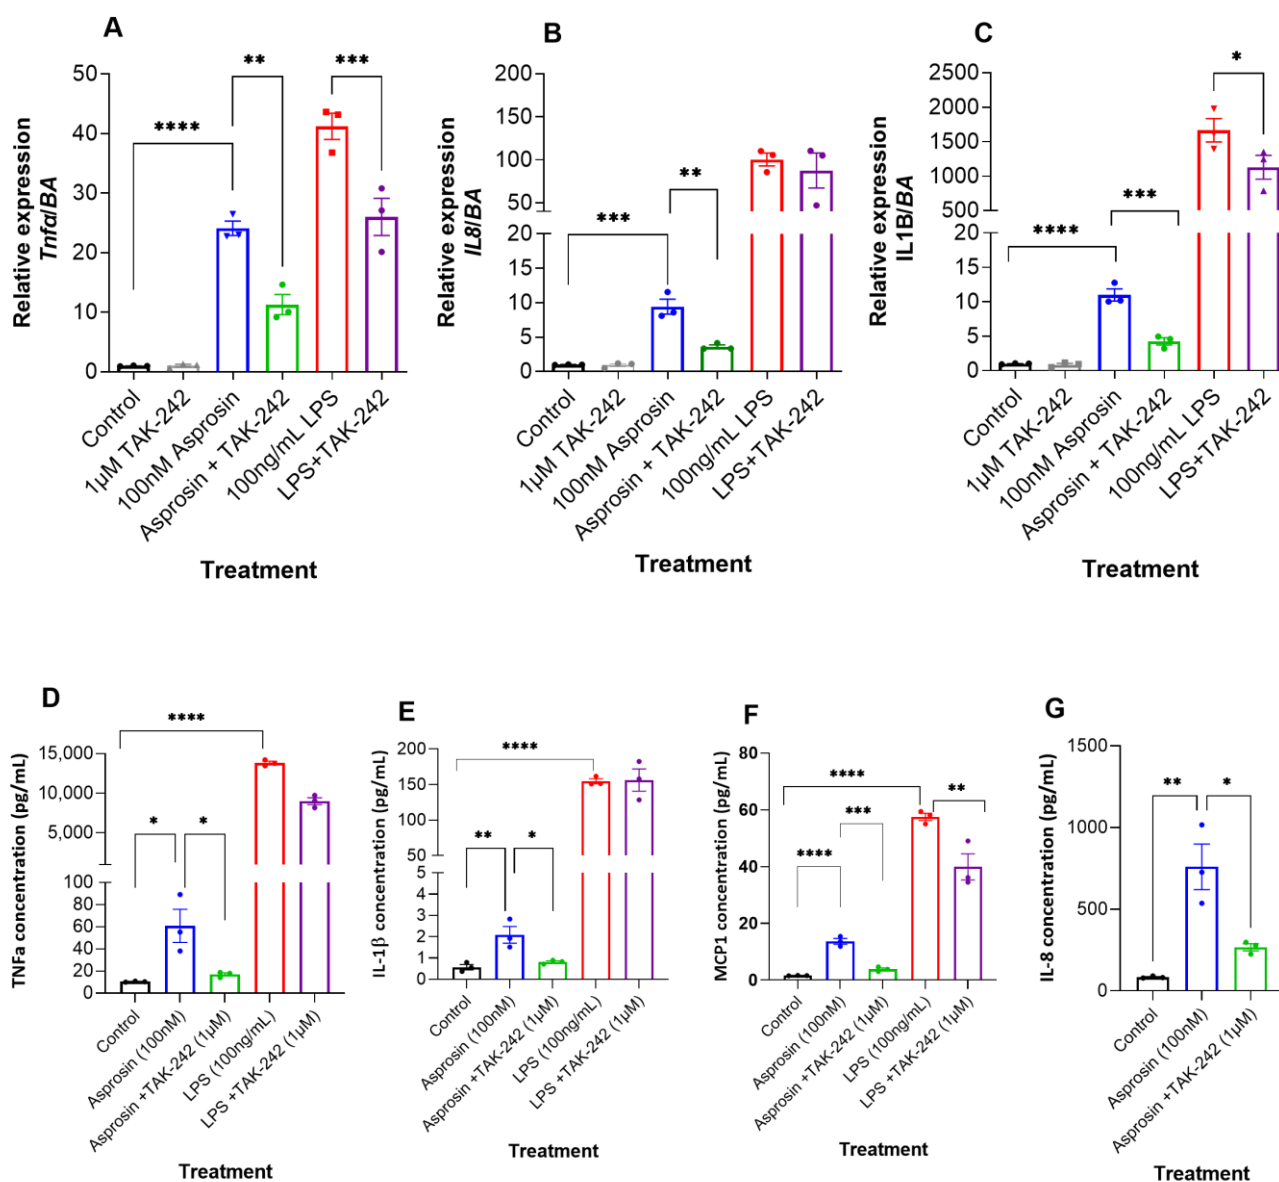 A
**
***
****
50
40
30
20
10
0
Relative expression
Tnfa/BA
Control
1µM TAK-242
100nM Asprosin
Asprosin + TAK-242
100ng/mL LPS
LPS+TAK-242
Treatment
B
**
***
200
150
100
50
20
15
10
5
0
Relative expression
IL8/BA
Control
1µM TAK-242
100nM Asprosin
Asprosin + TAK-242
100ng/mL LPS
LPS+TAK-242
Treatment
C
*
***
****
2500
2000
1500
1000
500
20
15
10
5
0
Relative expression
IL1B/BA
Control
1µM TAK-242
100nM Asprosin
Asprosin + TAK-242
100ng/mL LPS
LPS+TAK-242
Treatment
D
****
*
*
15,000
10,000
5,000
100
80
60
40
20
0
TNFa concentration (pg/mL)
Control
Asprosin (100nM)
Asprosin +TAK-242 (1µM)
LPS (100ng/mL)
LPS +TAK-242 (1µM)
Treatment
E
****
**
*
200
150
100
50
5
4
3
2
1
0
IL-1β concentration (pg/mL)
Control
Asprosin (100nM)
Asprosin +TAK-242 (1µM)
LPS (100ng/mL)
LPS +TAK-242 (1µM)
Treatment
F
****
**
***
****
80
60
40
20
0
MCP1 concentration (pg/mL)
Control
Asprosin (100nM)
Asprosin +TAK-242 (1µM)
LPS (100ng/mL)
LPS +TAK-242 (1µM)
Treatment
G
**
*
1500
1000
500
0
IL-8 concentration (pg/mL)
Control
Asprosin (100nM)
Asprosin +TAK-242 (1µM)
Treatment